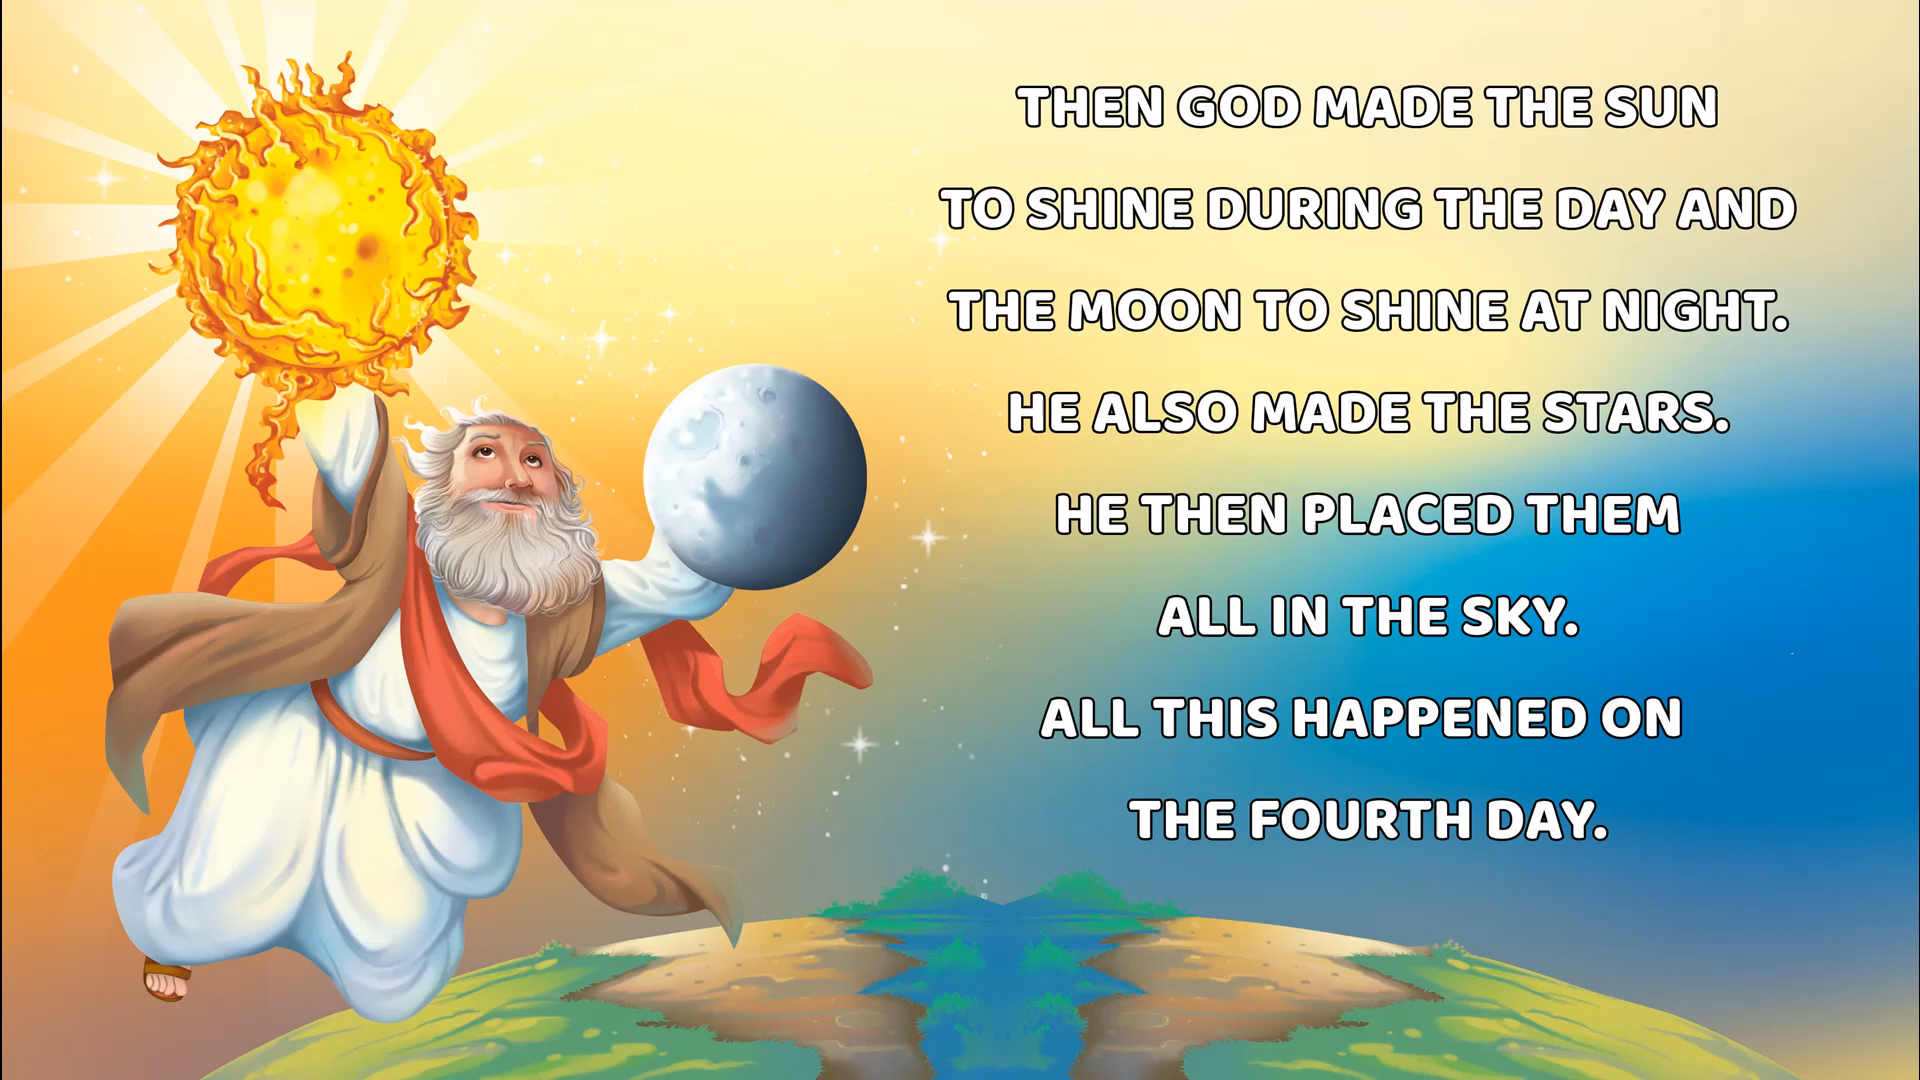 THEN GOD MADE THE SUN
TO SHINE DURING THE DAY AND
THE MOON TO SHINE AT NIGHT.
HE ALSO MADE THE STARS.
HE THEN PLACED THEM
ALL IN THE SKY.
ALL THIS HAPPENED ON
THE FOURTH DAY.